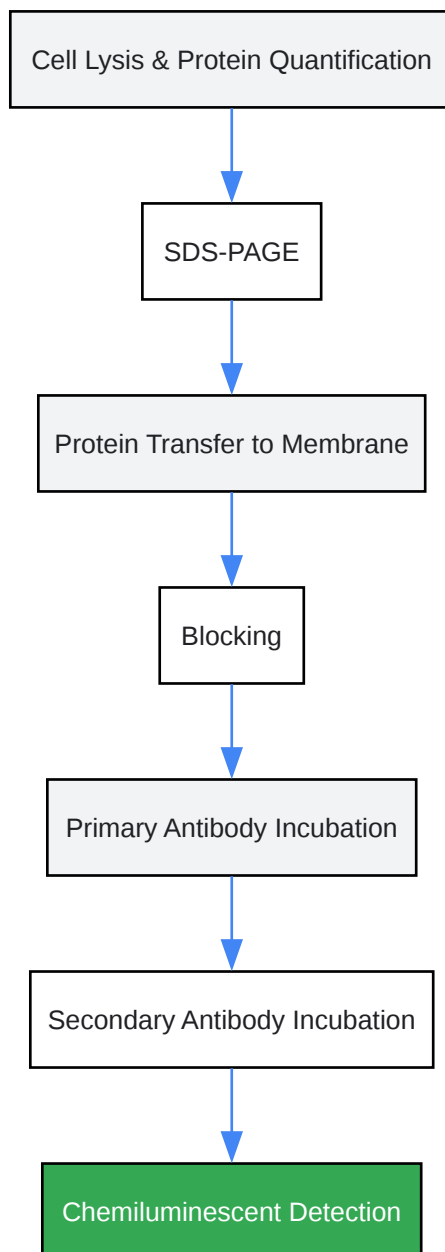 Cell Lysis & Protein Quantification
SDS-PAGE
Protein Transfer to Membrane
Blocking
Primary Antibody Incubation
Secondary Antibody Incubation
Chemiluminescent Detection